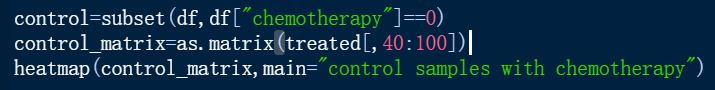 control=subset(df,df["chemotherapy"]==0)
control_matrix=as.matrix(treated[,40:100])
heatmap(control_matrix,main="control samples with chemotherapy")